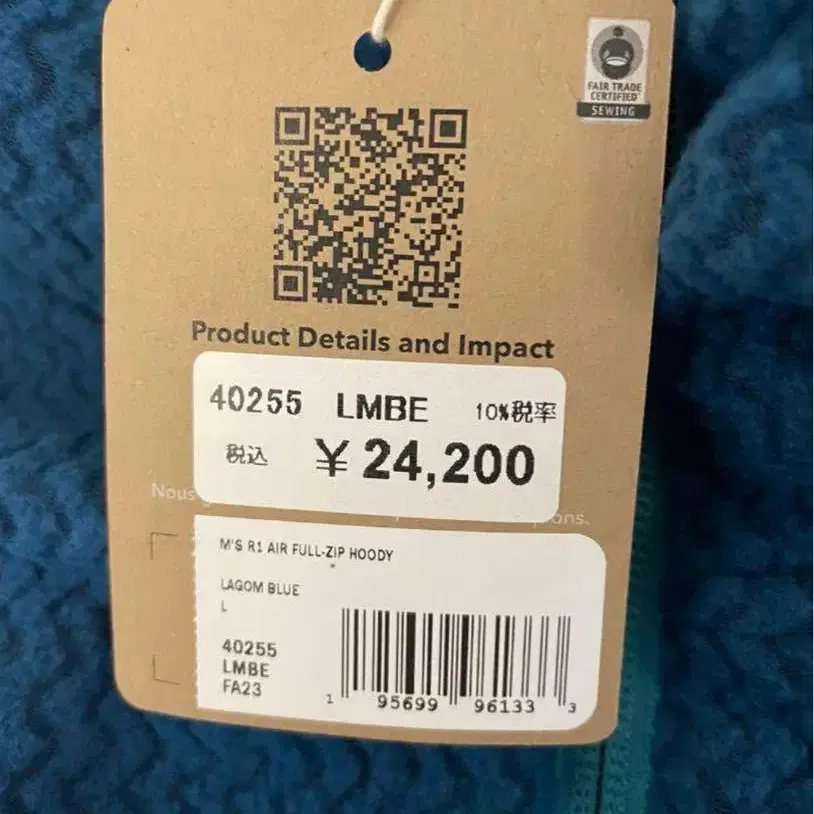 FAIR TRADE
CERTIFIED
SEWING
Product Details and Impact
40255 LMBE 10%税率
税込 ¥24,200
Nous
M'S R1 AIR FULL-ZIP HOODY
LAGOM BLUE
L
40255
LMBE
FA23
1 95699 96133 3